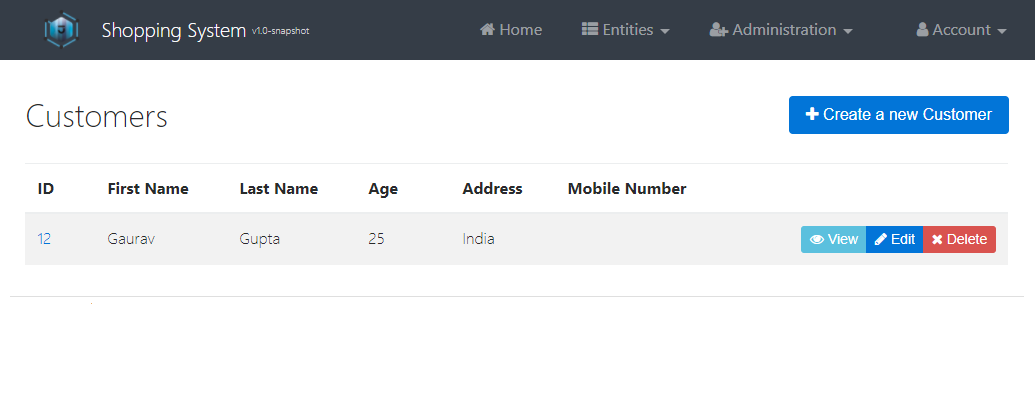 Shopping System v1.0-snapshot Home Entities Administration Account
Customers Create a new Customer
ID First Name Last Name Age Address Mobile Number
12 Gaurav Gupta 25 India View Edit Delete